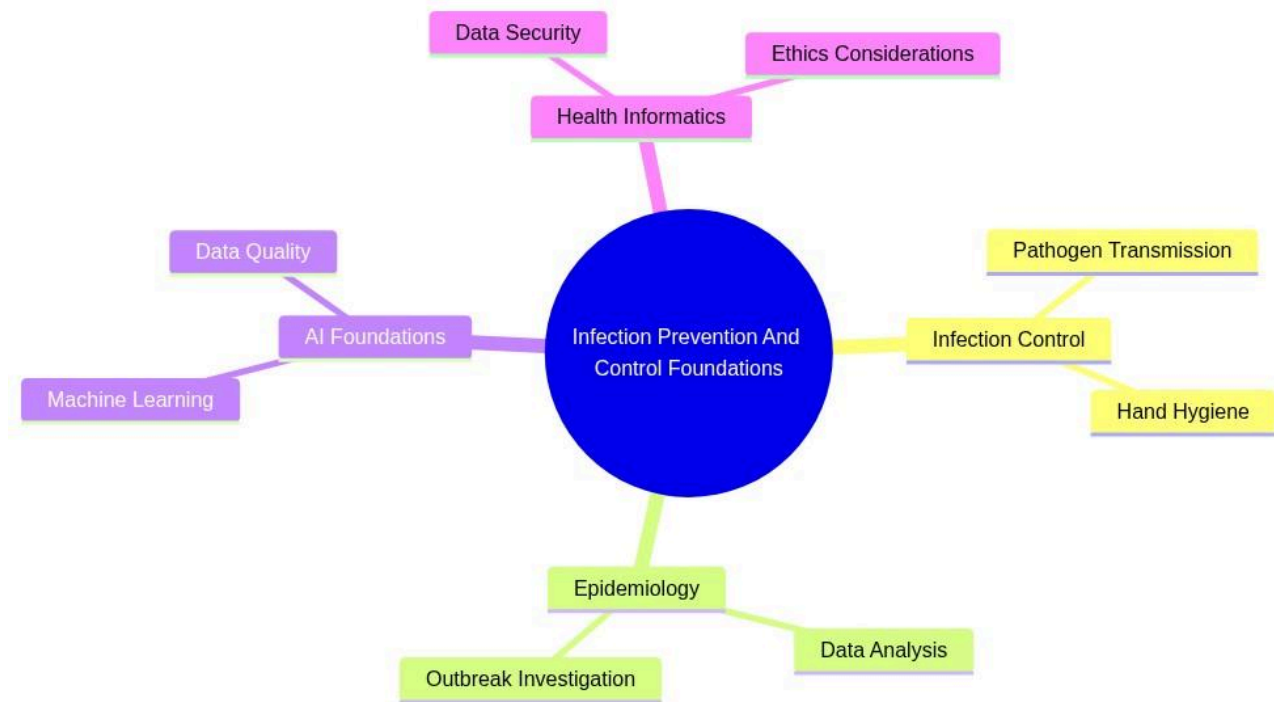 Data Security
Ethics Considerations
Health Informatics
Data Quality
Pathogen Transmission
AI Foundations
Infection Prevention And
Control Foundations
Infection Control
Machine Learning
Hand Hygiene
Epidemiology
Data Analysis
Outbreak Investigation